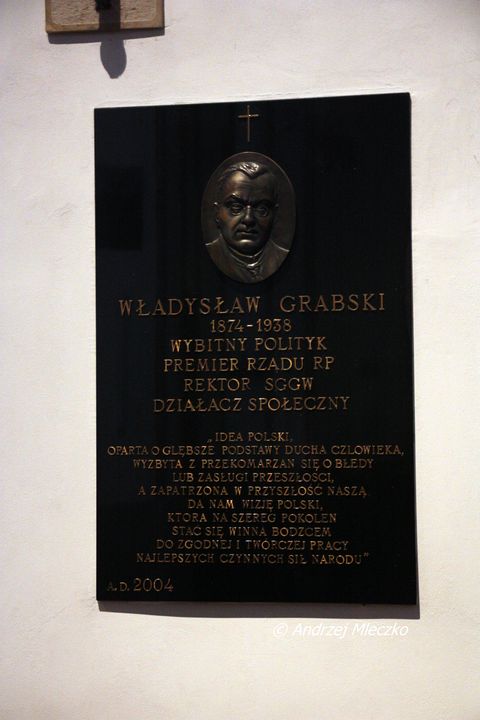 WŁADYSŁAW GRABSKI
1874-1938
WYBITNY POLITYK
PREMIER RZĄDU RP
REKTOR SGGW
DZIAŁACZ SPOŁECZNY
„IDEA POLSKI,
OPARTA O GŁĘBSZE PODSTAWY DUCHA CZŁOWIEKA,
WYZBYTA Z PRZEKOMARZAŃ SIĘ O BŁĘDY
LUB ZASŁUGI PRZESZŁOŚCI,
A ZAPATRZONA W PRZYSZŁOŚĆ NASZĄ
DA NAM WIZJĘ POLSKI,
KTÓRA NA SZEREG POKOLEŃ
STAĆ SIĘ WINNA BODŹCEM
DO ZGODNEJ I TWÓRCZEJ PRACY
NAJLEPSZYCH CZYNNYCH SIŁ NARODU"
A.D. 2004
© Andrzej Mleczko